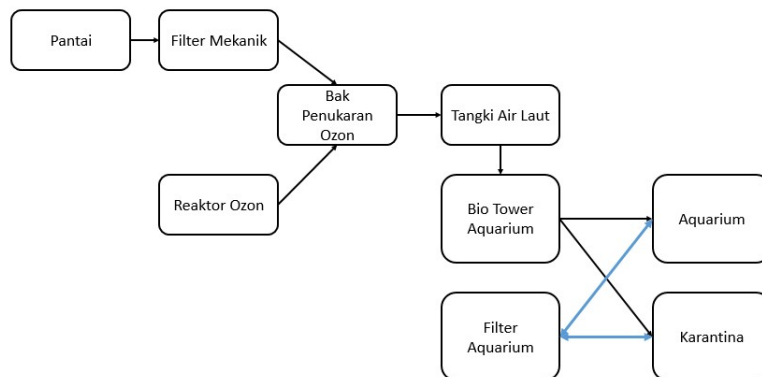 Pantai
Filter Mekanik
Bak
Penukaran
Ozon
Tangki Air Laut
Reaktor Ozon
Bio Tower
Aquarium
Aquarium
Filter
Aquarium
Karantina